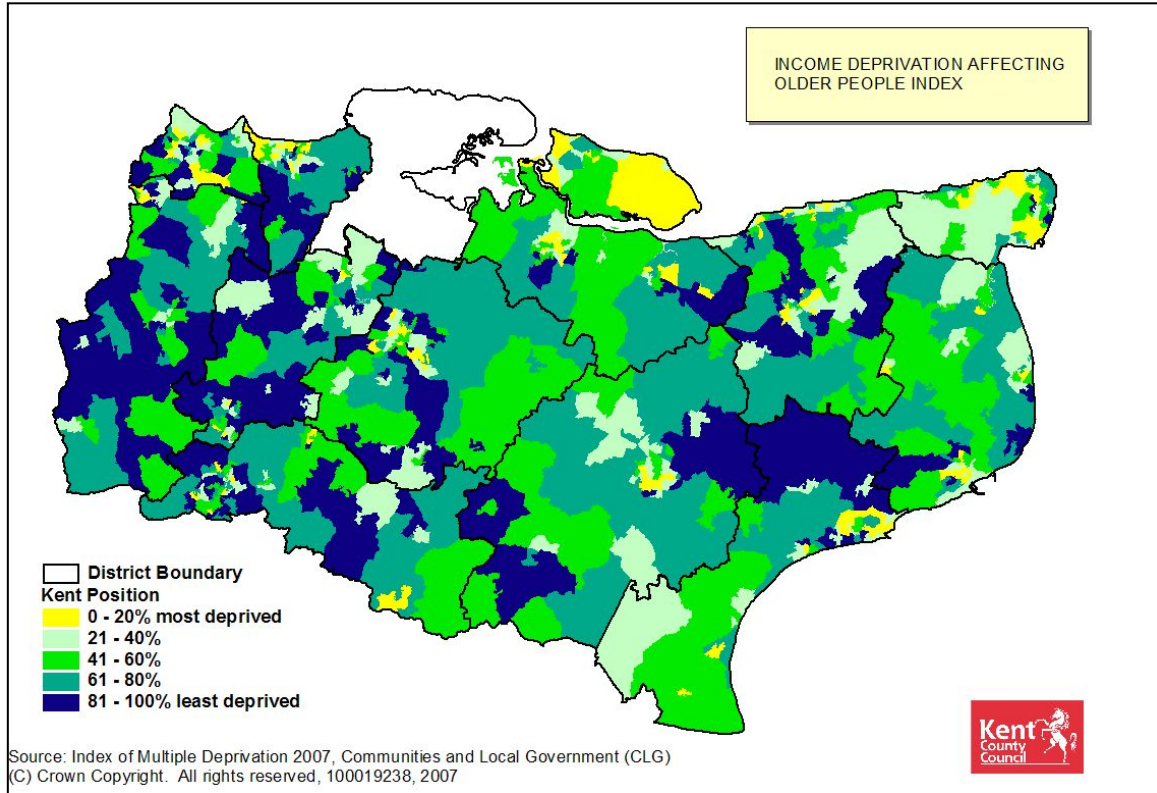 INCOME DEPRIVATION AFFECTING
OLDER PEOPLE INDEX
District Boundary
Kent Position
0 - 20% most deprived
21 - 40%
41 - 60%
61 - 80%
81 - 100% least deprived
Kent
County
Council
Source: Index of Multiple Deprivation 2007, Communities and Local Government (CLG)
(C) Crown Copyright. All rights reserved, 100019238, 2007